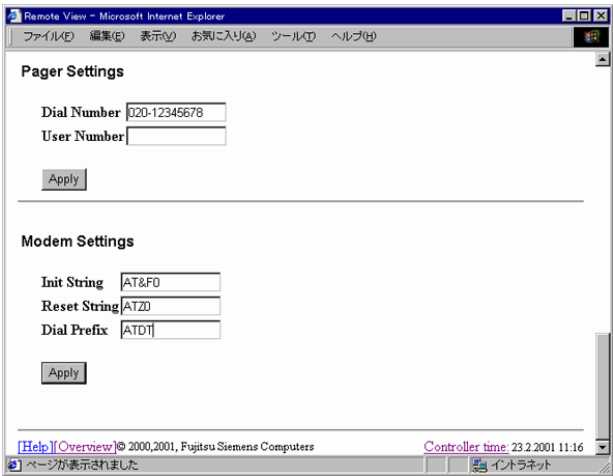 Remote View - Microsoft Internet Explorer
ファイル(F) 編集(E) 表示(V) お気に入り(A) ツール(T) ヘルプ(H)
Pager Settings
Dial Number 020-12345678
User Number
Apply
Modem Settings
Init String AT&F0
Reset String ATZ0
Dial Prefix ATDT
Apply
[Help][Overview]© 2000,2001, Fujitsu Siemens Computers Controller time: 23.2.2001 11:16
ページが表示されました イントラネット